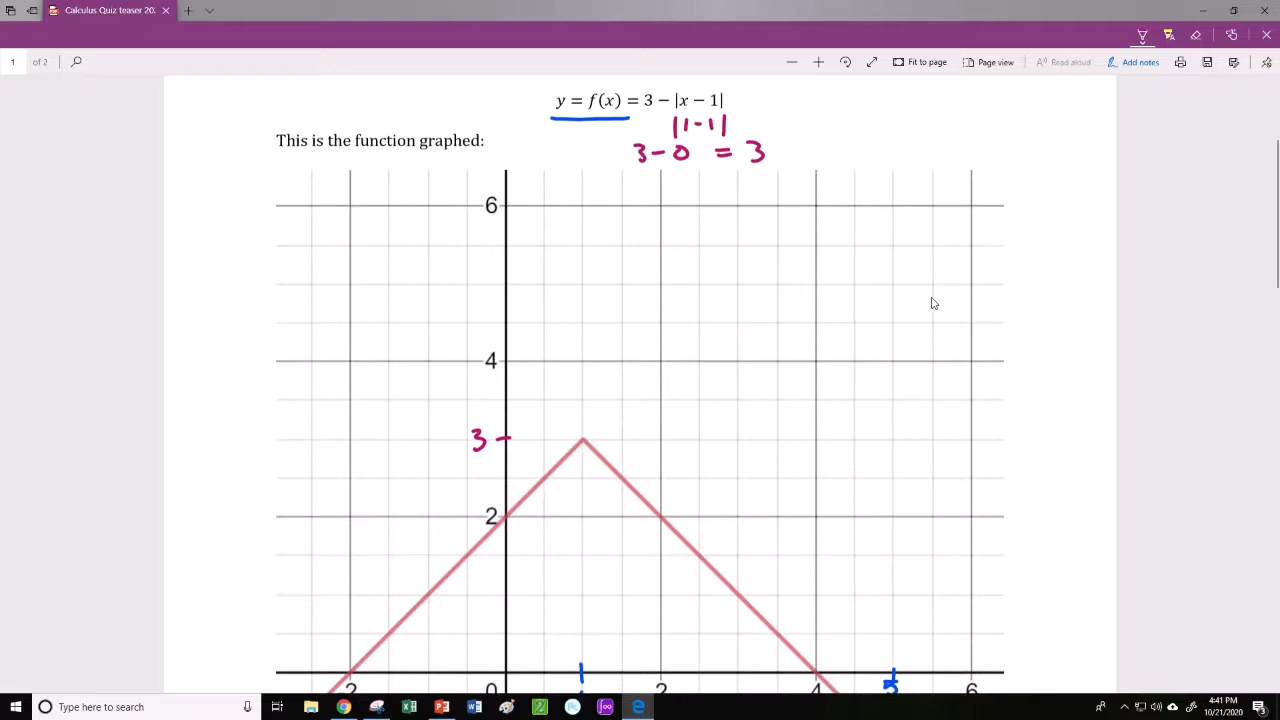 Calculus Quiz teaser 202
1 of 2
Fit to page
Page view
Read aloud
Add notes
y = f(x) = 3 − |x − 1|
|1-1|
This is the function graphed:
3-0 = 3
6
4
3
2
-2
0
1
2
4
5
6
Type here to search
4:41 PM
10/21/2020